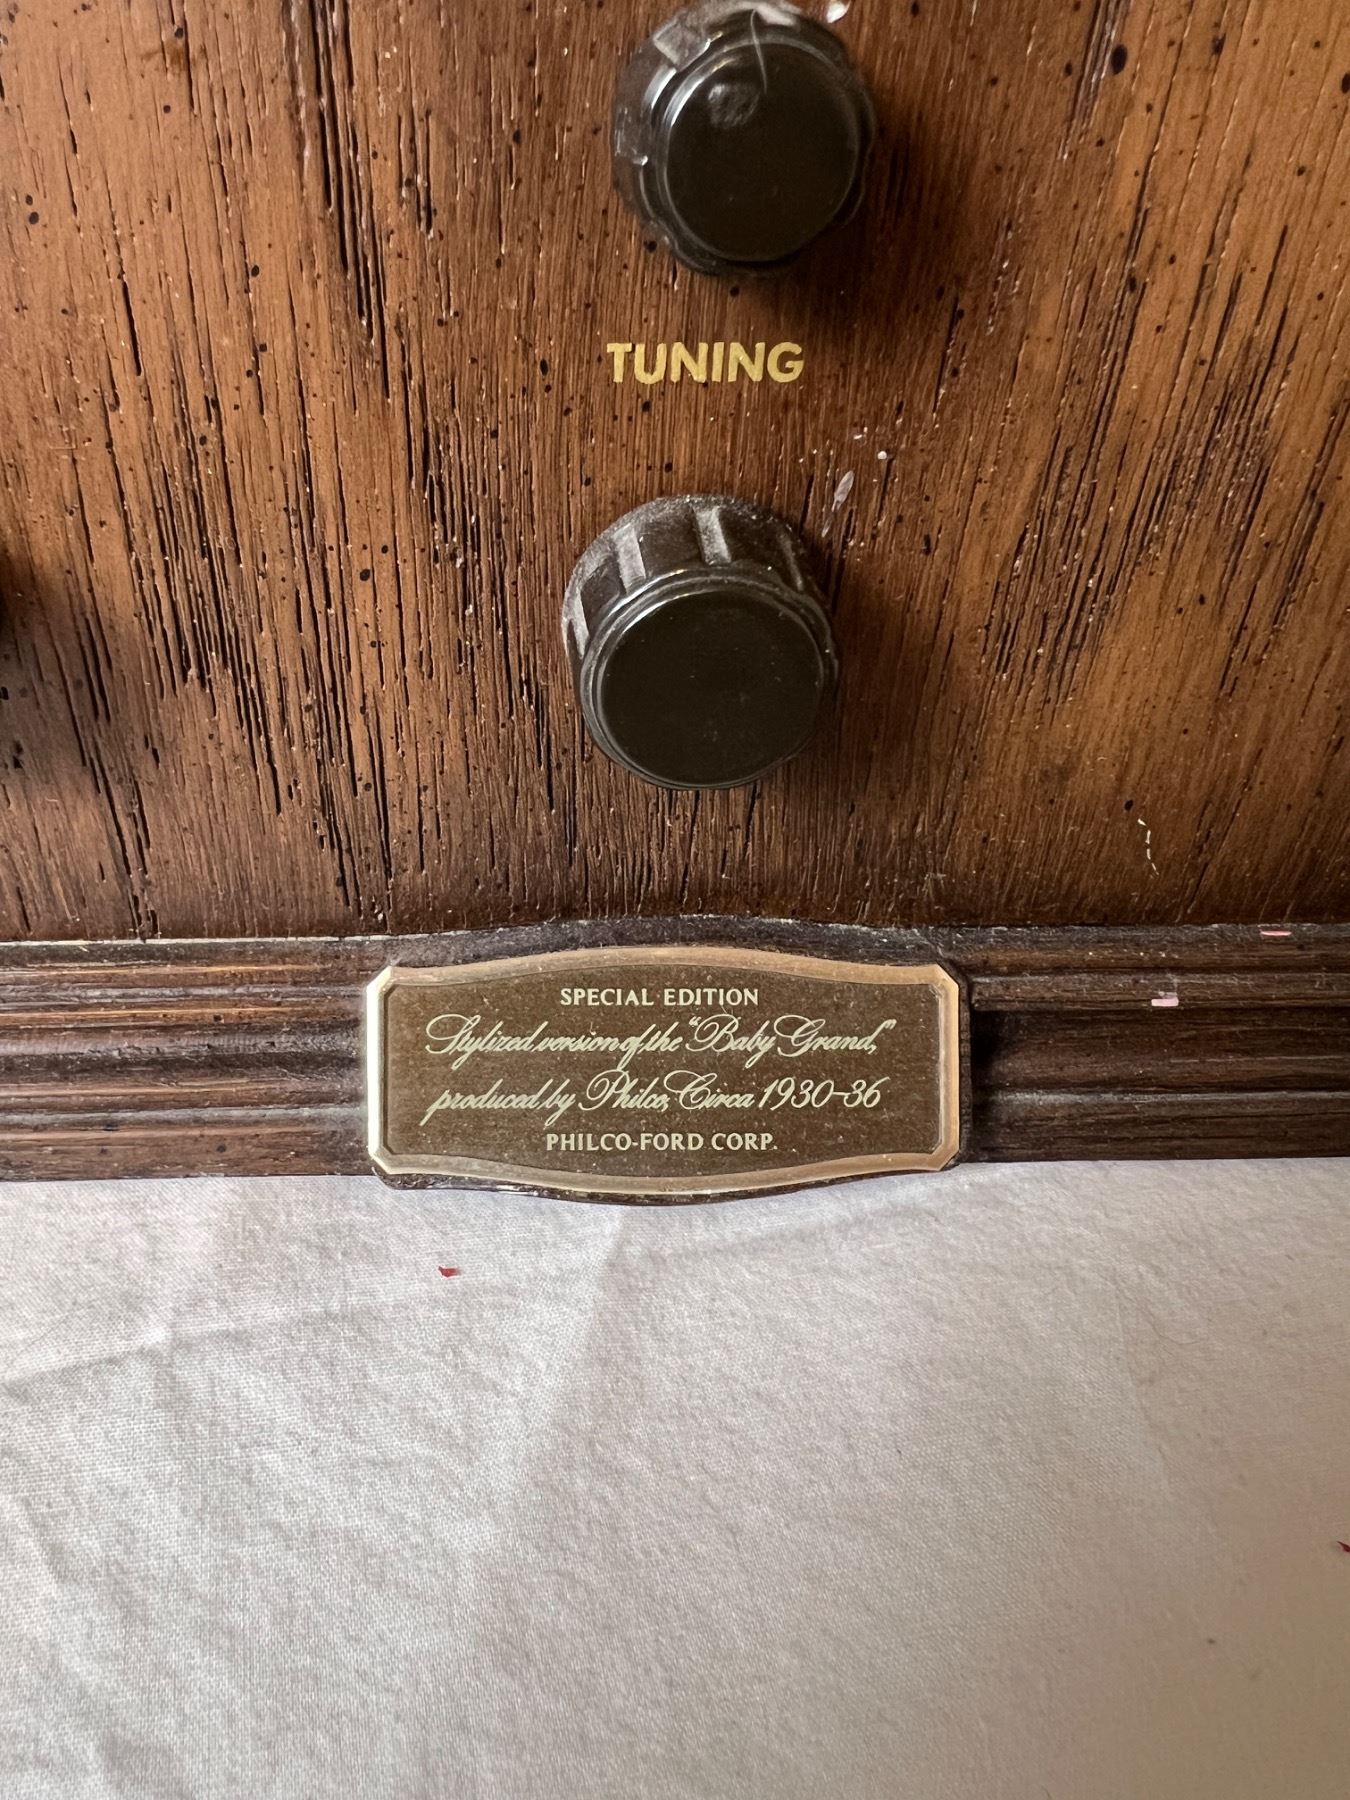 TUNING
SPECIAL EDITION
Stylized version of the "Baby Grand,"
produced by Philco, Circa 1930-36
PHILCO-FORD CORP.